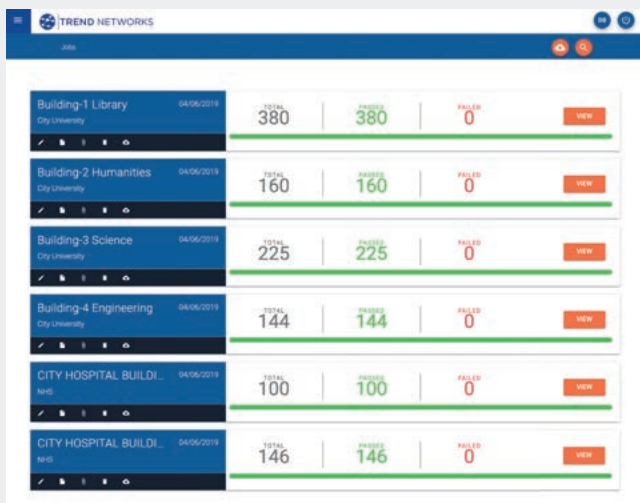 TREND NETWORKS
Jobs
Building-1 Library 04/06/2019
City University
TOTAL PASSED FAILED
380 380 0
VIEW
Building-2 Humanities 04/06/2019
City University
TOTAL PASSED FAILED
160 160 0
VIEW
Building-3 Science 04/06/2019
City University
TOTAL PASSED FAILED
225 225 0
VIEW
Building-4 Engineering 04/06/2019
City University
TOTAL PASSED FAILED
144 144 0
VIEW
CITY HOSPITAL BUILDI... 04/06/2019
NHS
TOTAL PASSED FAILED
100 100 0
VIEW
CITY HOSPITAL BUILDI... 04/06/2019
NHS
TOTAL PASSED FAILED
146 146 0
VIEW